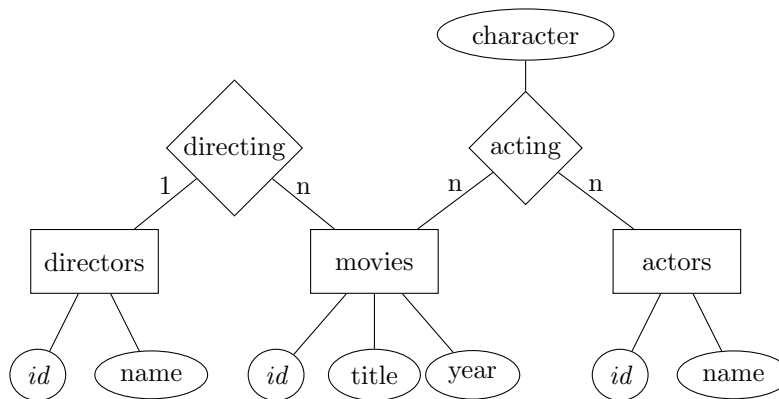 character
directing
acting
1
n
n
n
directors
movies
actors
id
name
id
title
year
id
name